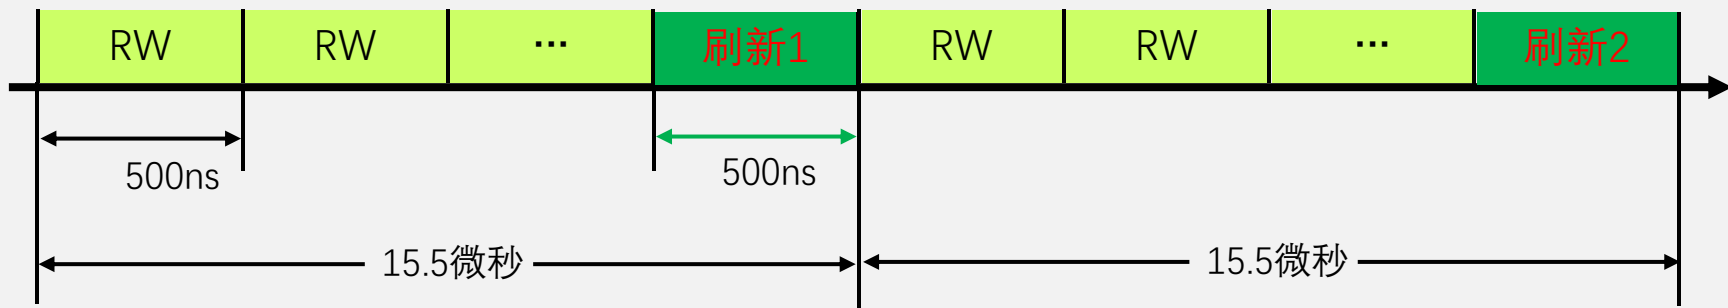 RW RW ... 刷新1 RW RW ... 刷新2
500ns 500ns
15.5微秒 15.5微秒